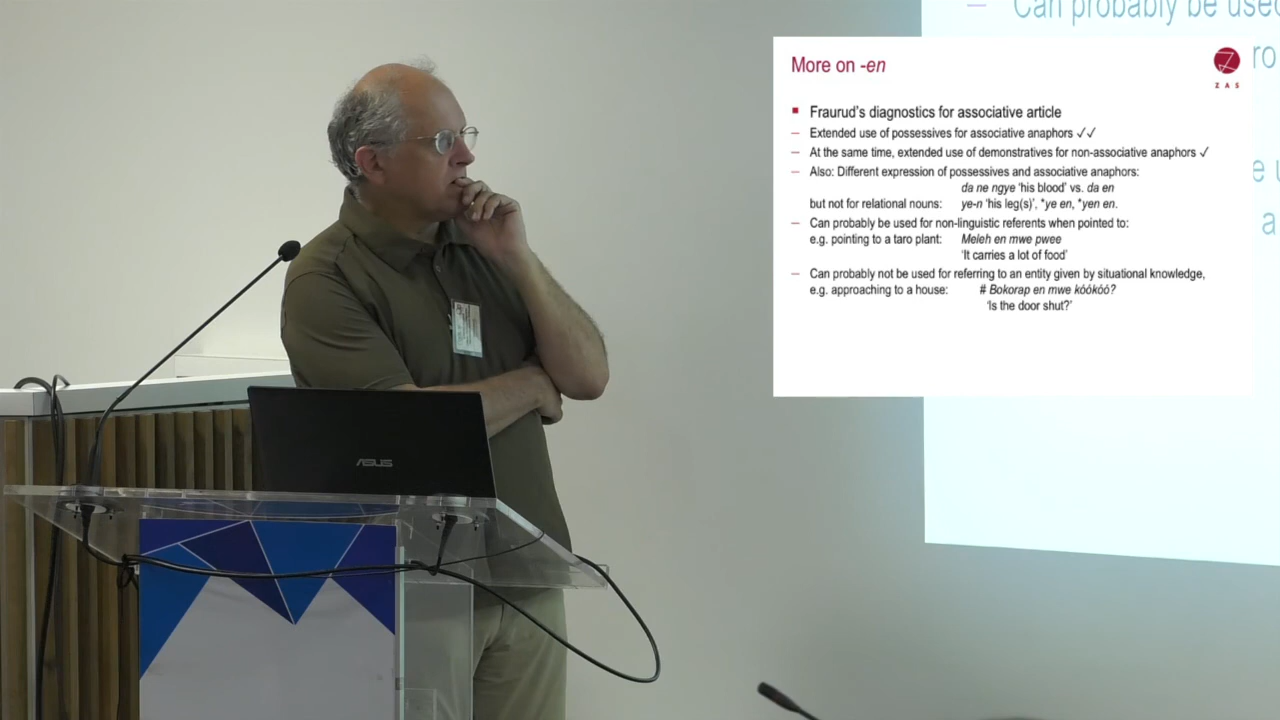 Can probably be used
More on -en
ZAS
ro
■ Fraurud's diagnostics for associative article
– Extended use of possessives for associative anaphors ✓✓
– At the same time, extended use of demonstratives for non-associative anaphors ✓
– Also: Different expression of possessives and associative anaphors:
da ne ngye 'his blood' vs. da en
but not for relational nouns: ye-n 'his leg(s)', *ye en, *yen en.
– Can probably be used for non-linguistic referents when pointed to:
e.g. pointing to a taro plant: Meleh en mwe pwee
'It carries a lot of food'
– Can probably not be used for referring to an entity given by situational knowledge,
e.g. approaching to a house: # Bokorap en mwe kóókóó?
'Is the door shut?'
ASUS